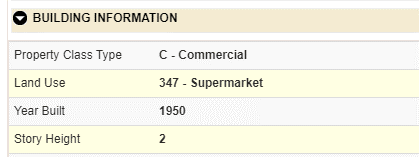 BUILDING INFORMATION
Property Class Type C - Commercial
Land Use 347 - Supermarket
Year Built 1950
Story Height 2